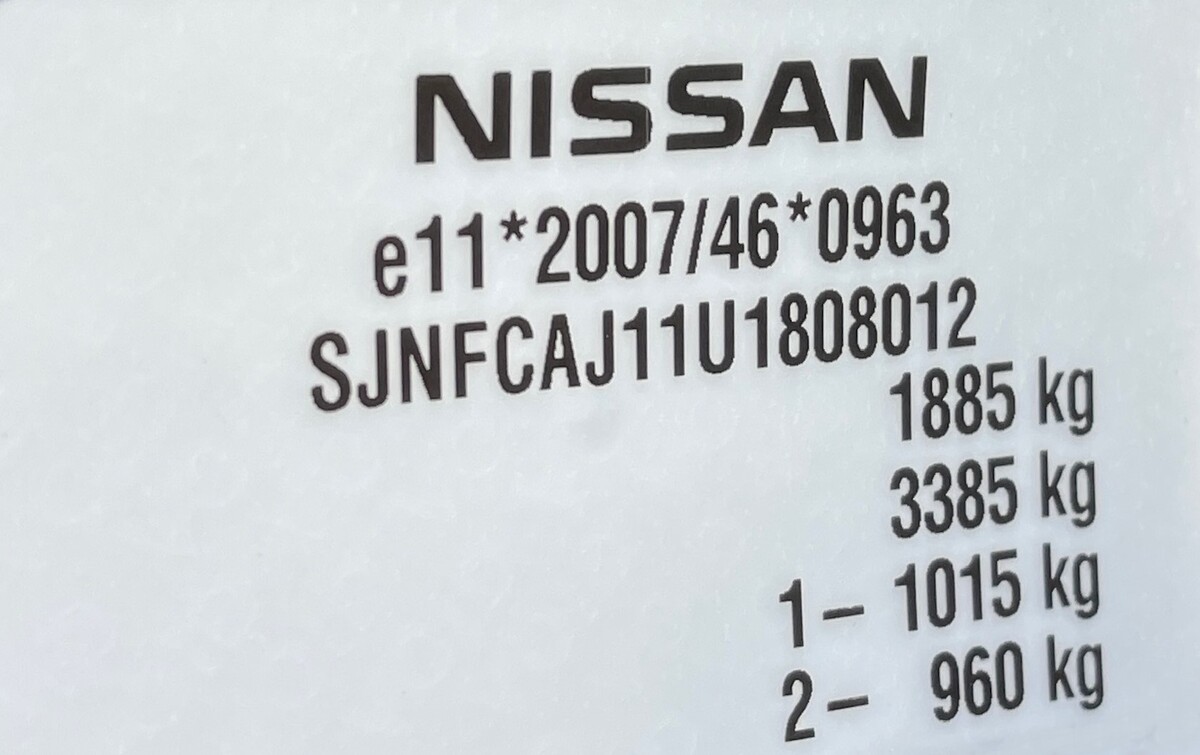 NISSAN
e11*2007/46*0963
SJNFCAJ11U1808012
1885 kg
3385 kg
1– 1015 kg
2– 960 kg